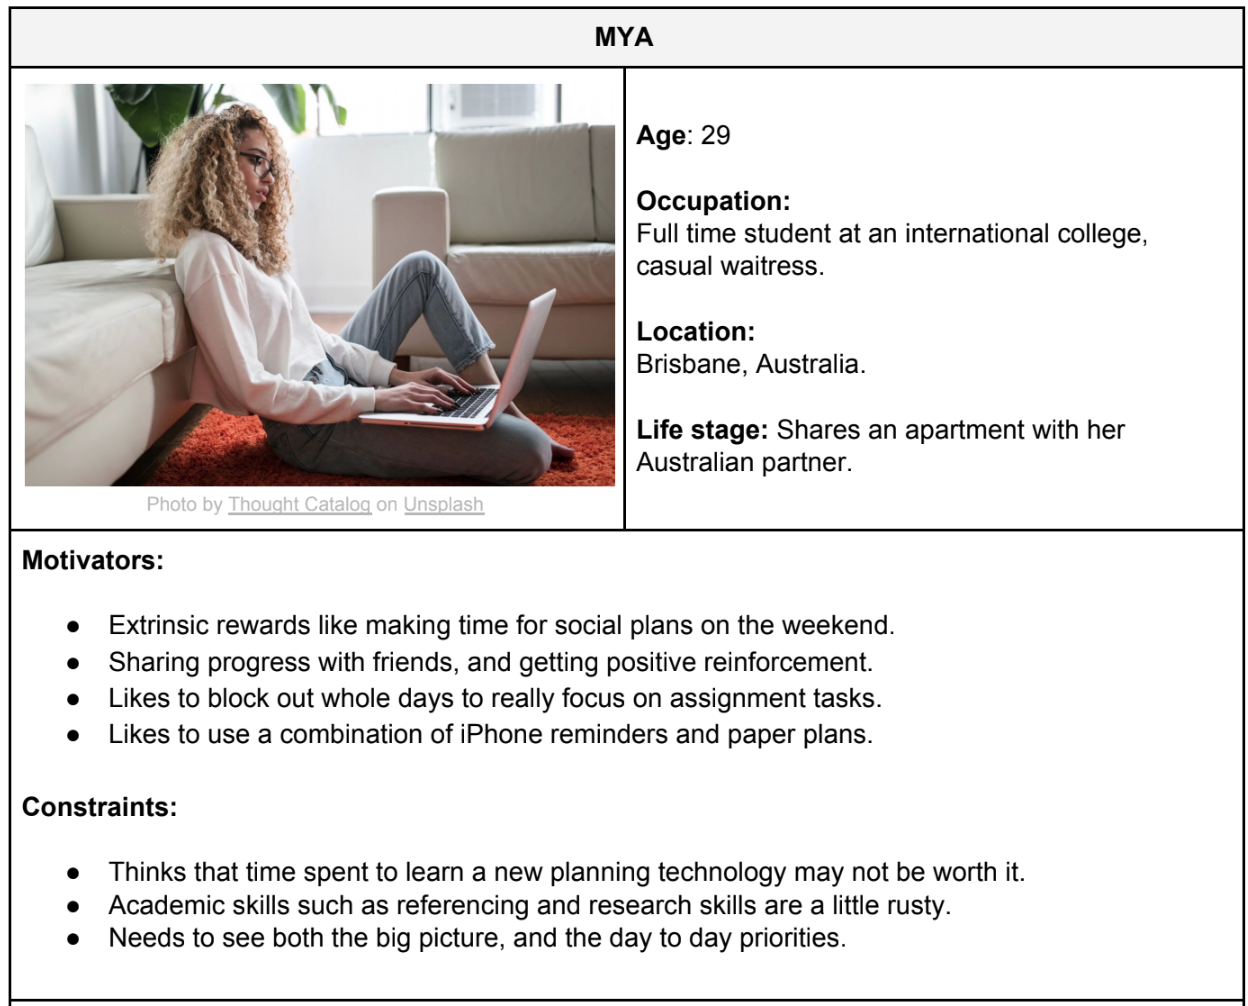 MYA
Age: 29
Occupation:
Full time student at an international college,
casual waitress.
Location:
Brisbane, Australia.
Life stage: Shares an apartment with her
Australian partner.
Photo by Thought Catalog on Unsplash
Motivators:
● Extrinsic rewards like making time for social plans on the weekend.
● Sharing progress with friends, and getting positive reinforcement.
● Likes to block out whole days to really focus on assignment tasks.
● Likes to use a combination of iPhone reminders and paper plans.
Constraints:
● Thinks that time spent to learn a new planning technology may not be worth it.
● Academic skills such as referencing and research skills are a little rusty.
● Needs to see both the big picture, and the day to day priorities.